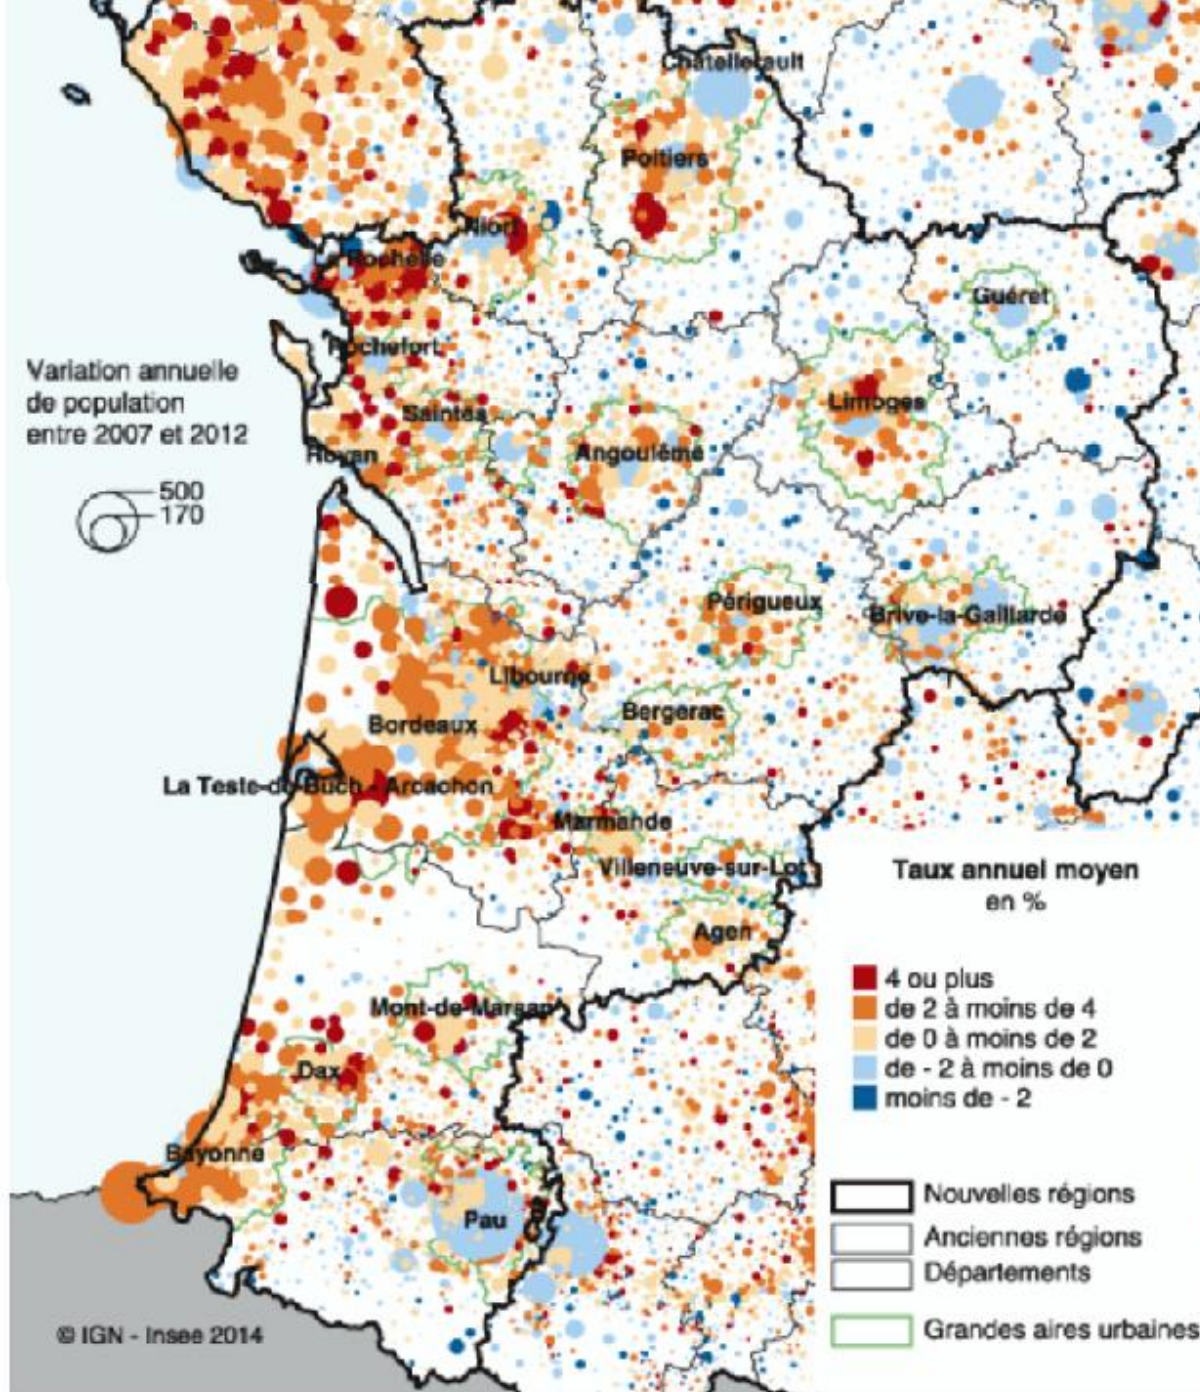 Châtellerault
Poitiers
Niort
La Rochelle
Guéret
Rochefort
Variation annuelle
de population
entre 2007 et 2012
Limoges
Saintes
Royan
Angoulême
500
170
Périgueux
Brive-la-Gaillarde
Libourne
Bergerac
Bordeaux
La Teste-de-Buch - Arcachon
Marmande
Villeneuve-sur-Lot
Taux annuel moyen
en %
Agen
4 ou plus
de 2 à moins de 4
de 0 à moins de 2
de - 2 à moins de 0
moins de - 2
Mont-de-Marsan
Dax
Bayonne
Pau
Nouvelles régions
Anciennes régions
Départements
Grandes aires urbaines
© IGN - Insee 2014